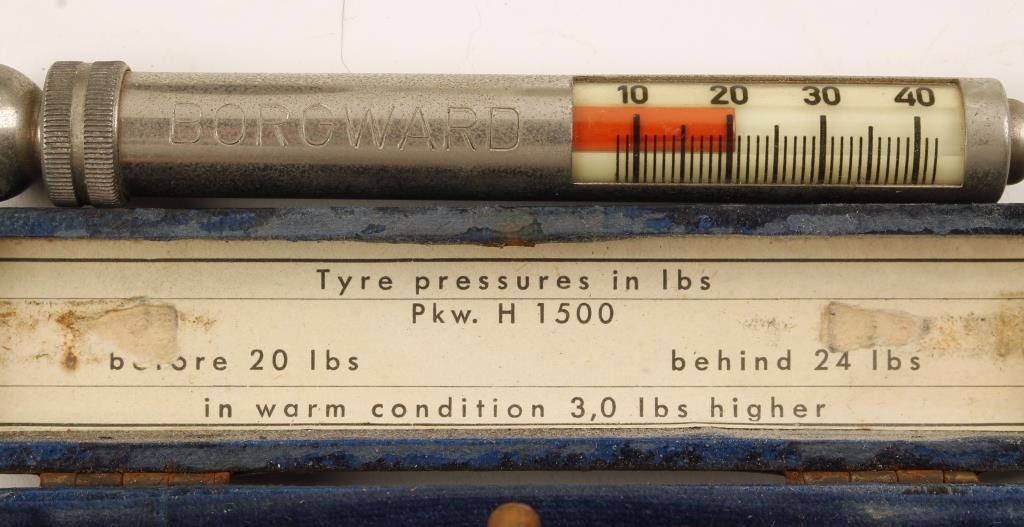 BORGWARD
10 20 30 40
Tyre pressures in lbs
Pkw. H 1500
before 20 lbs behind 24 lbs
in warm condition 3,0 lbs higher